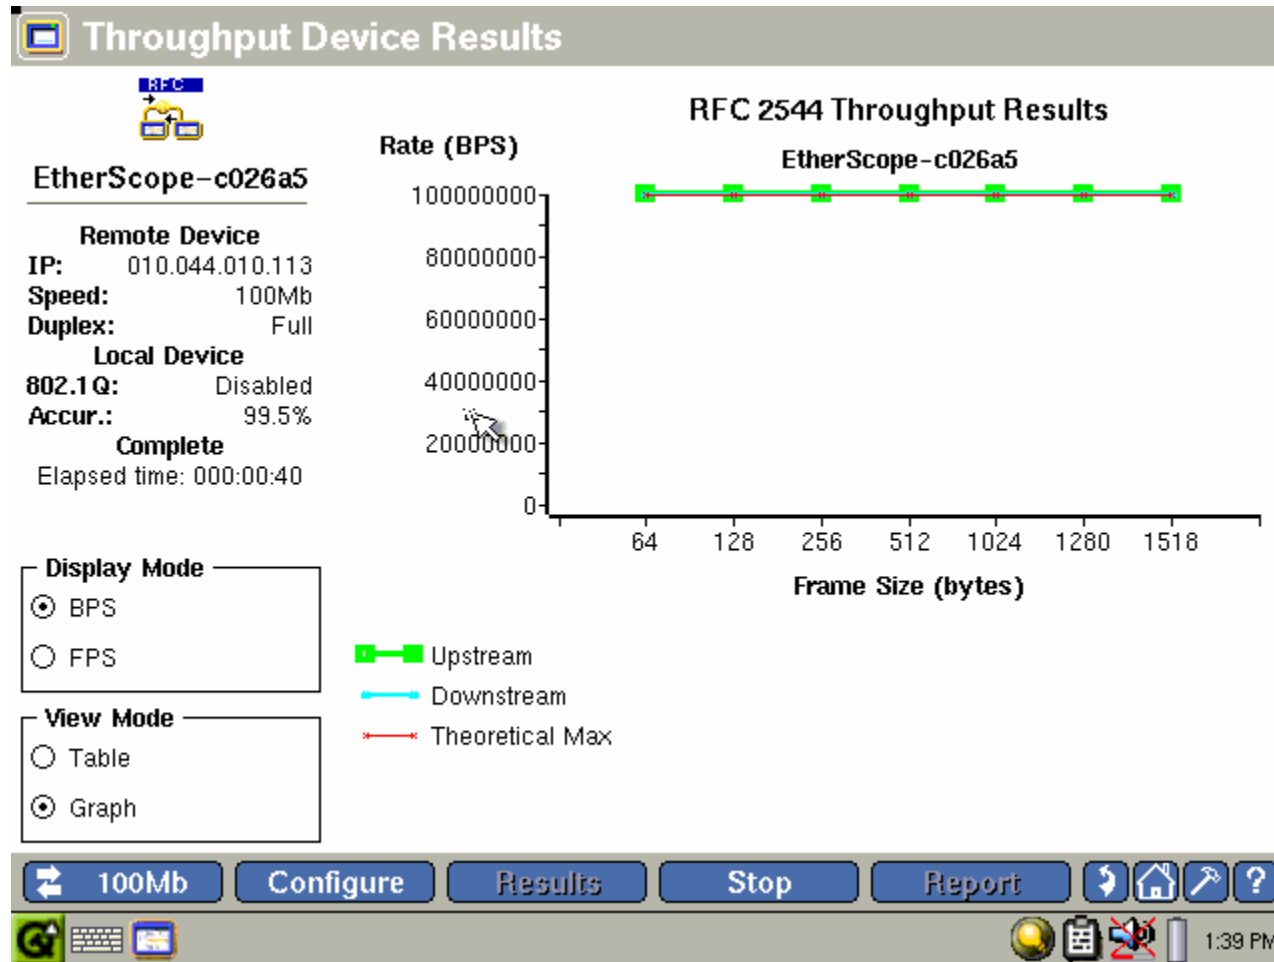 Throughput Device Results
RFC
EtherScope-c026a5
Remote Device
IP: 010.044.010.113
Speed: 100Mb
Duplex: Full
Local Device
802.1Q: Disabled
Accur.: 99.5%
Complete
Elapsed time: 000:00:40
Display Mode
BPS
FPS
View Mode
Table
Graph
RFC 2544 Throughput Results
Rate (BPS)
EtherScope-c026a5
100000000
80000000
60000000
40000000
20000000
0
64 128 256 512 1024 1280 1518
Frame Size (bytes)
Upstream
Downstream
Theoretical Max
100Mb Configure Results Stop Report ?
1:39 PM